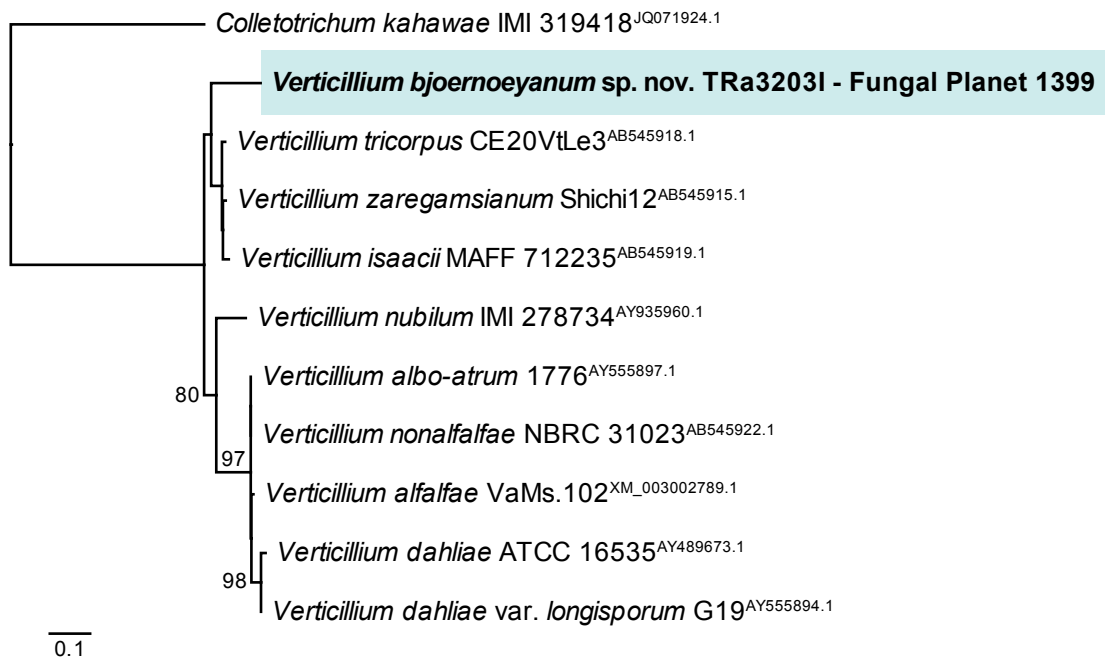 Colletotrichum kahawae IMI 319418JQ071924.1
Verticillium bjoernoeyanum sp. nov. TRa3203I - Fungal Planet 1399
Verticillium tricorpus CE20VtLe3AB545918.1
Verticillium zaregamsianum Shichi12AB545915.1
Verticillium isaacii MAFF 712235AB545919.1
Verticillium nubilum IMI 278734AY935960.1
Verticillium albo-atrum 1776AY555897.1
80
Verticillium nonalfalfae NBRC 31023AB545922.1
97
Verticillium alfalfae VaMs.102XM_003002789.1
Verticillium dahliae ATCC 16535AY489673.1
98
Verticillium dahliae var. longisporum G19AY555894.1
0.1